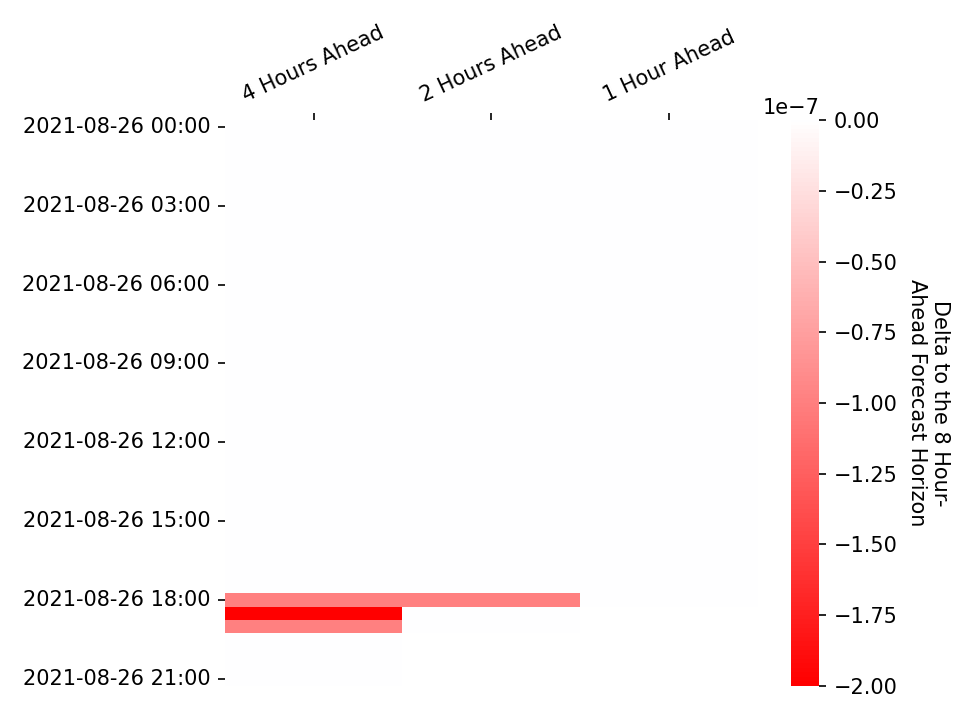 4 Hours Ahead
2 Hours Ahead
1 Hour Ahead
1e−7
2021-08-26 00:00
2021-08-26 03:00
2021-08-26 06:00
2021-08-26 09:00
2021-08-26 12:00
2021-08-26 15:00
2021-08-26 18:00
2021-08-26 21:00
0.00
−0.25
−0.50
−0.75
−1.00
−1.25
−1.50
−1.75
−2.00
Delta to the 8 Hour-
Ahead Forecast Horizon